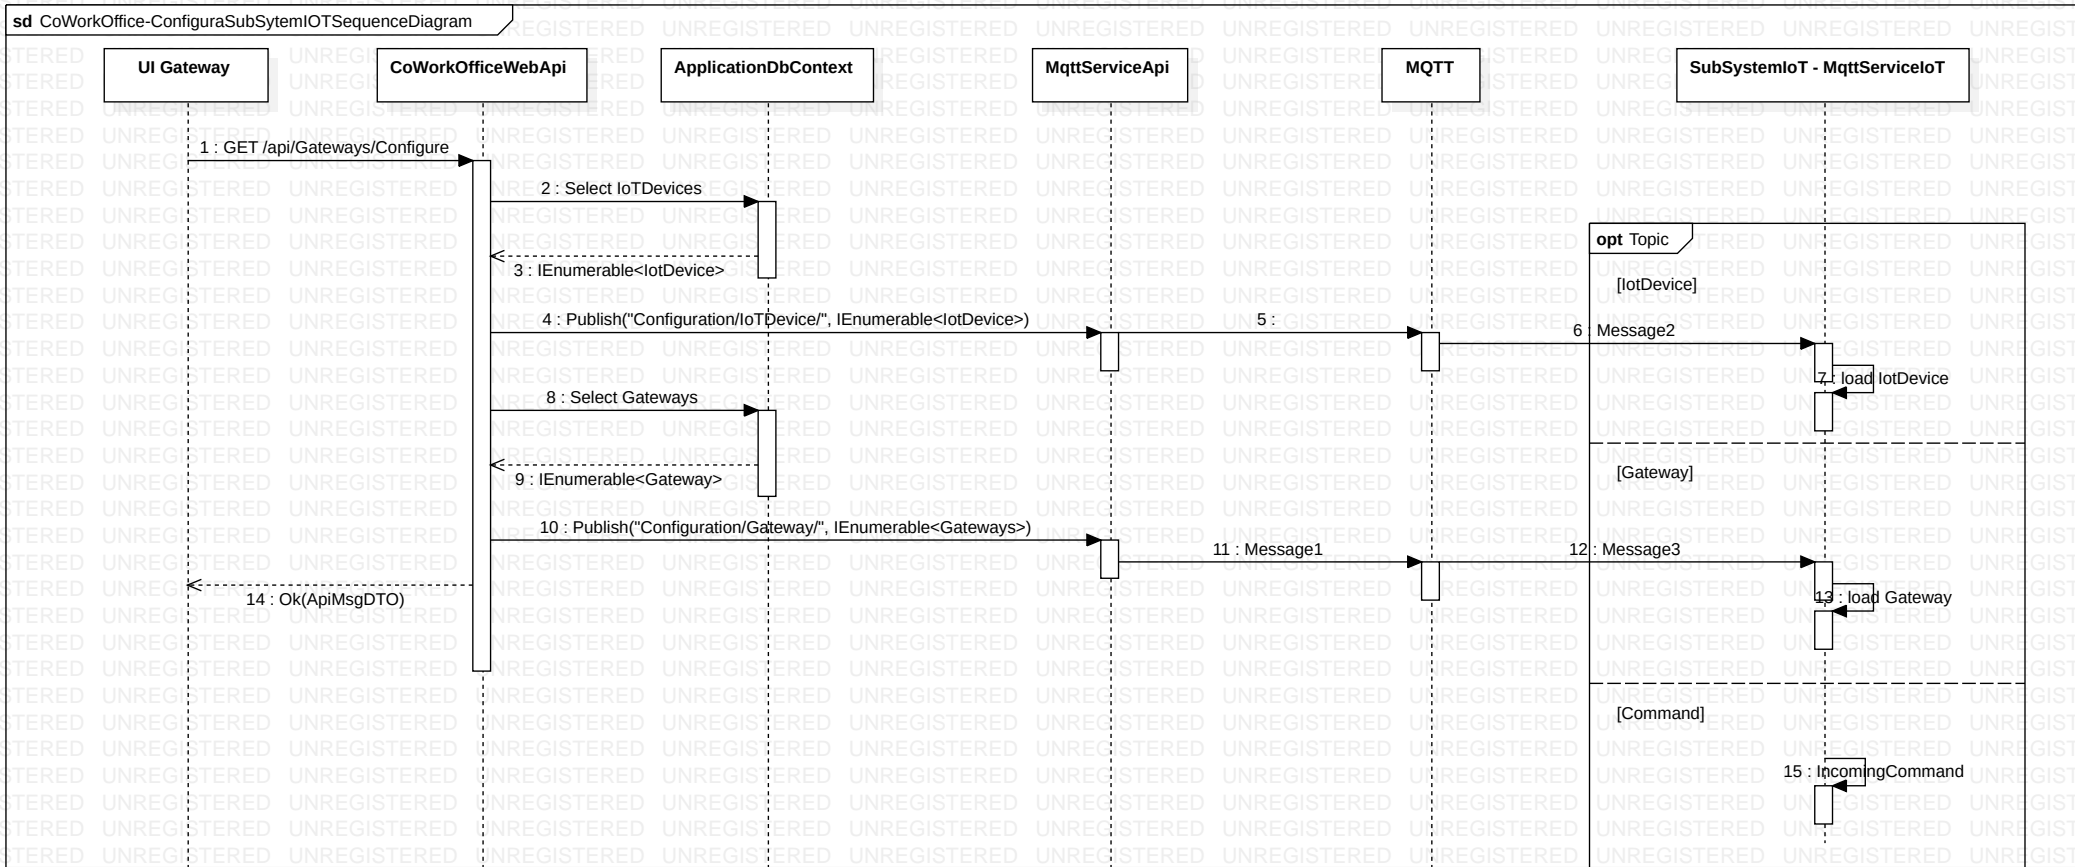 sd CoWorkOffice-ConfiguraSubSytemIOTSequenceDiagram
UI Gateway
CoWorkOfficeWebApi
ApplicationDbContext
MqttServiceApi
MQTT
SubSystemIoT - MqttServiceIoT
1 : GET /api/Gateways/Configure
2 : Select IoTDevices
opt Topic
3 : IEnumerable<IotDevice>
[IotDevice]
4 : Publish("Configuration/IoTDevice/", IEnumerable<IotDevice>)
5 :
6 : Message2
7 : load IotDevice
8 : Select Gateways
[Gateway]
9 : IEnumerable<Gateway>
10 : Publish("Configuration/Gateway/", IEnumerable<Gateways>)
11 : Message1
12 : Message3
13 : load Gateway
14 : Ok(ApiMsgDTO)
[Command]
15 : IncomingCommand
UNREGISTERED